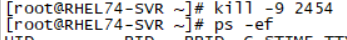 [root@RHEL74-SVR ~]# kill -9 2454
[root@RHEL74-SVR ~]# ps -ef